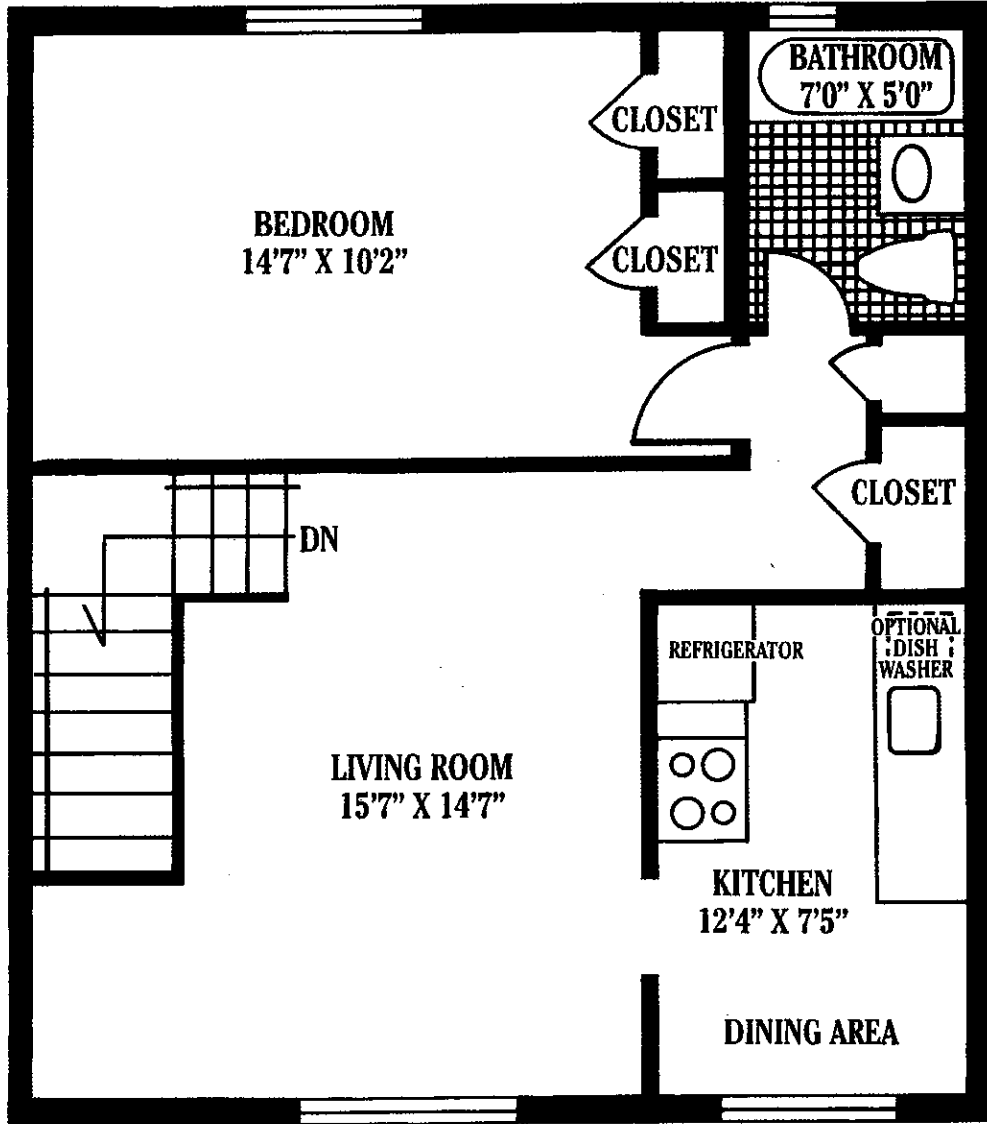 BATHROOM
7'0” X 5'0”
CLOSET
BEDROOM
14'7” X 10'2”
CLOSET
CLOSET
DN
OPTIONAL
DISH
WASHER
REFRIGERATOR
LIVING ROOM
15'7” X 14'7”
KITCHEN
12'4” X 7'5”
DINING AREA